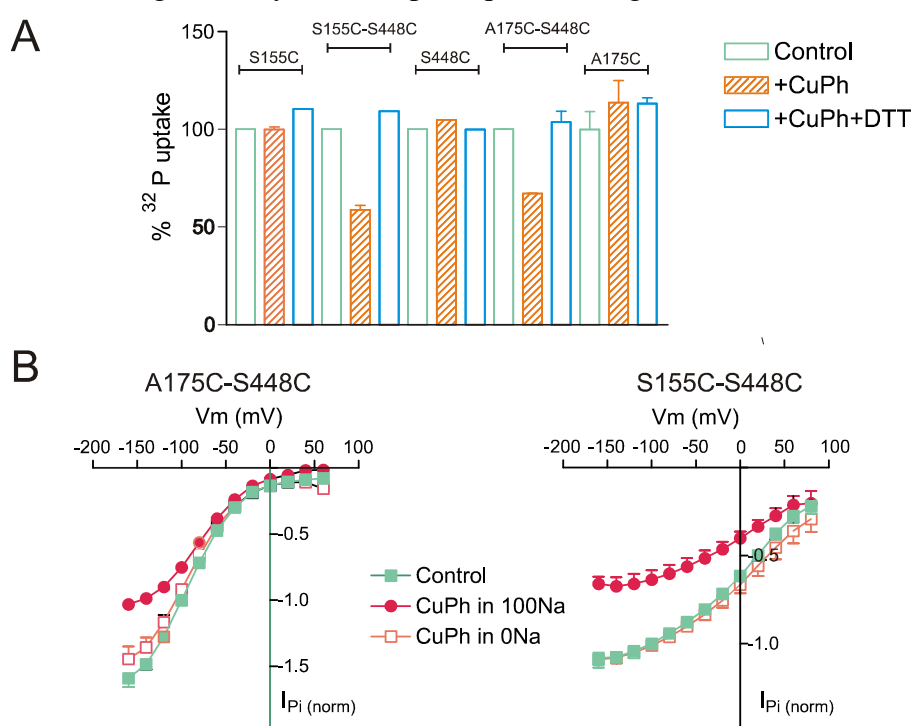 A
150
100
50
0
% 32 P uptake
S155C-S448C
A175C-S448C
S155C
S448C
A175C
Control
+CuPh
+CuPh+DTT
B
A175C-S448C
Vm (mV)
-200 -150 -100 -50 0 50 100
-0.5
-1.0
-1.5
IPi (norm)
Control
CuPh in 100Na
CuPh in 0Na
S155C-S448C
Vm (mV)
-200 -150 -100 -50 0 50 100
-0.5
-1.0
IPi (norm)